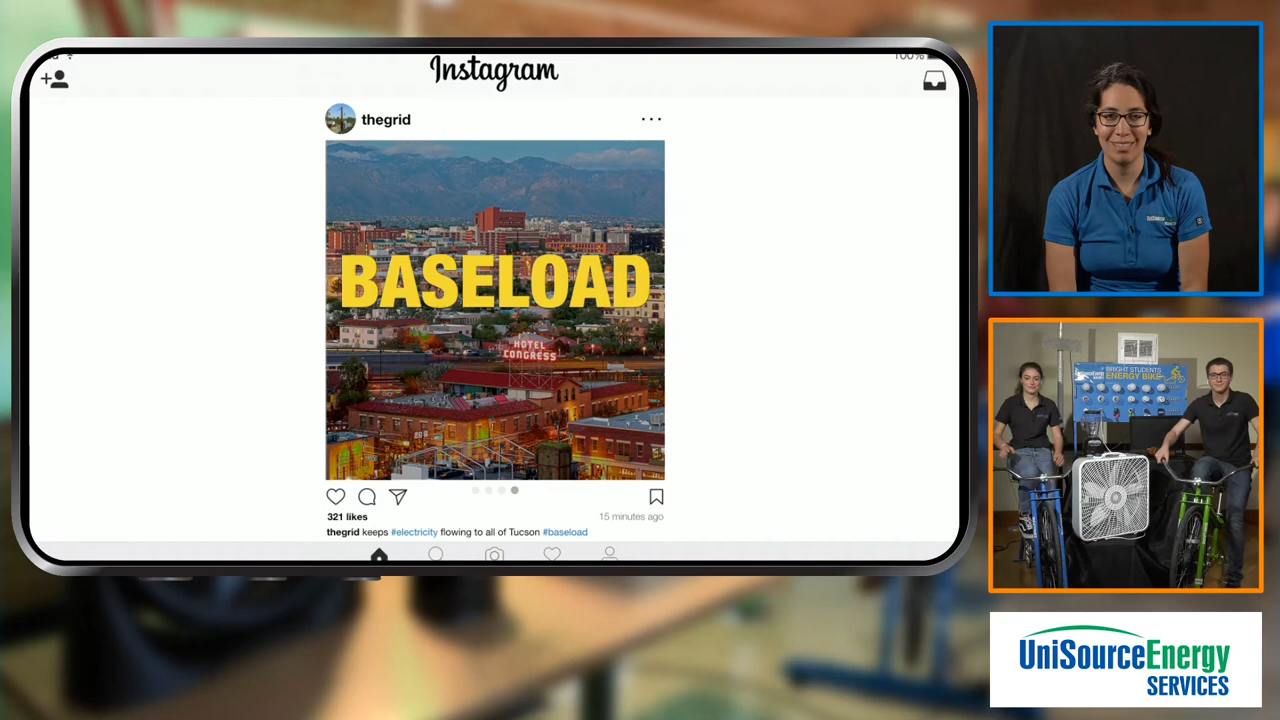 100%
Instagram
thegrid
BASELOAD
HOTEL
CONGRESS
321 likes
15 minutes ago
thegrid keeps #electricity flowing to all of Tucson #baseload
BRIGHT STUDENTS
ENERGY BIKE
UniSourceEnergy
SERVICES